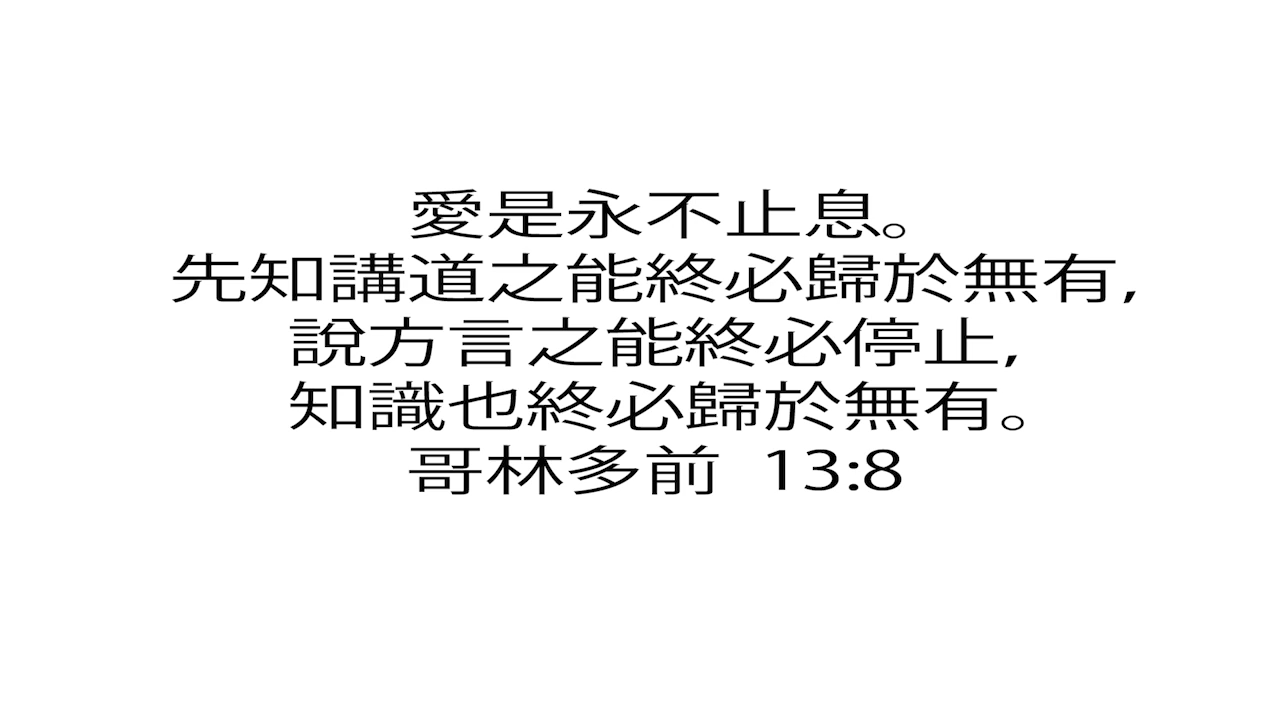 愛是永不止息。
先知講道之能終必歸於無有,
說方言之能終必停止,
知識也終必歸於無有。
哥林多前 13:8